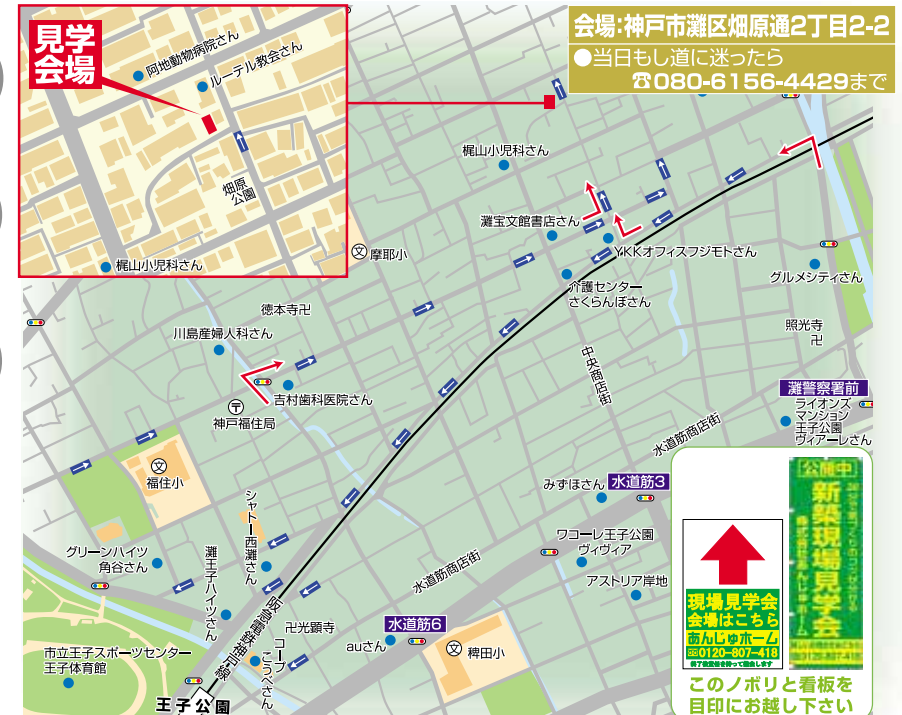 見学
会場
阿地動物病院さん
ルーテル教会さん
畑原
公園
梶山小児科さん
会場:神戸市灘区畑原通2丁目2-2
●当日もし道に迷ったら
☎080-6156-4429まで
梶山小児科さん
灘宝文館書店さん
YKKオフィスフジモトさん
文 摩耶小
介護センター
さくらんぼさん
グルメシティさん
徳本寺卍
照光寺
卍
川島産婦人科さん
中央商店街
吉村歯科医院さん
〒
神戸福住局
灘警察署前
ライオンズ
マンション
王子公園
ヴィアーレさん
水道筋商店街
文
福住小
みずほさん
水道筋3
シャトー西灘さん
グリーンハイツ
角谷さん
灘王子ハイツさん
ワコーレ王子公園
ヴィヴィア
水道筋商店街
アストリア岸地
阪急電鉄神戸線
卍光顕寺
水道筋6
auさん
文 稗田小
コープ
こうべさん
市立王子スポーツセンター
王子体育館
王子公園
現場見学会
会場はこちら
あんじゅホーム
0120-807-418
公開中
新築現場見学会
このノボリと看板を
目印にお越し下さい